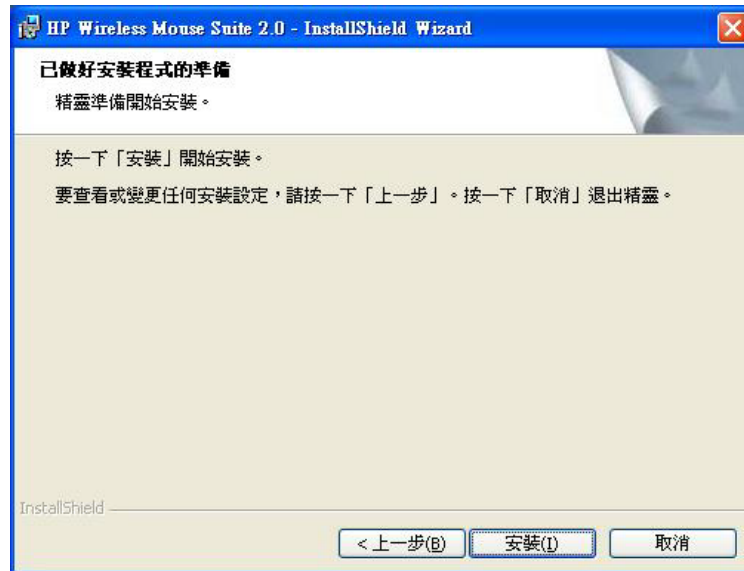 HP Wireless Mouse Suite 2.0 - InstallShield Wizard
已做好安裝程式的準備
精靈準備開始安裝。
按一下「安裝」開始安裝。
要查看或變更任何安裝設定，請按一下「上一步」。按一下「取消」退出精靈。
InstallShield
< 上一步(B)
安裝(I)
取消